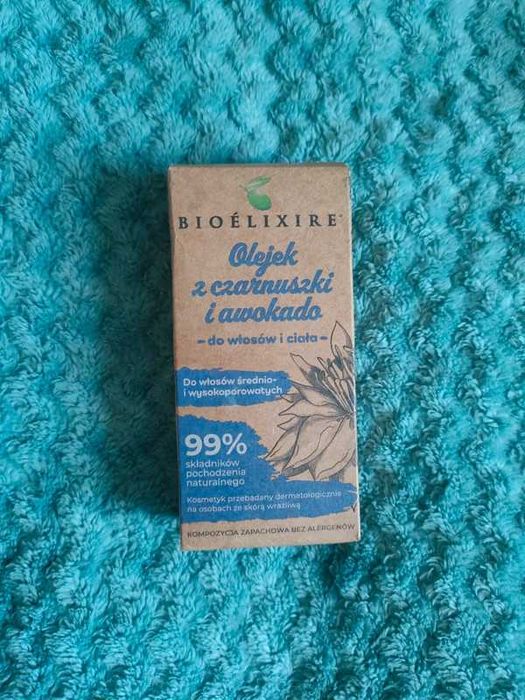 BIOÉLIXIRE™
Olejek
z czarnuszki
i awokado
- do włosów i ciała -
Do włosów średnio-
i wysokoporowatych
99%
składników
pochodzenia
naturalnego
Kosmetyk przebadany dermatologicznie
na osobach ze skórą wrażliwą
KOMPOZYCJA ZAPACHOWA BEZ ALERGENÓW